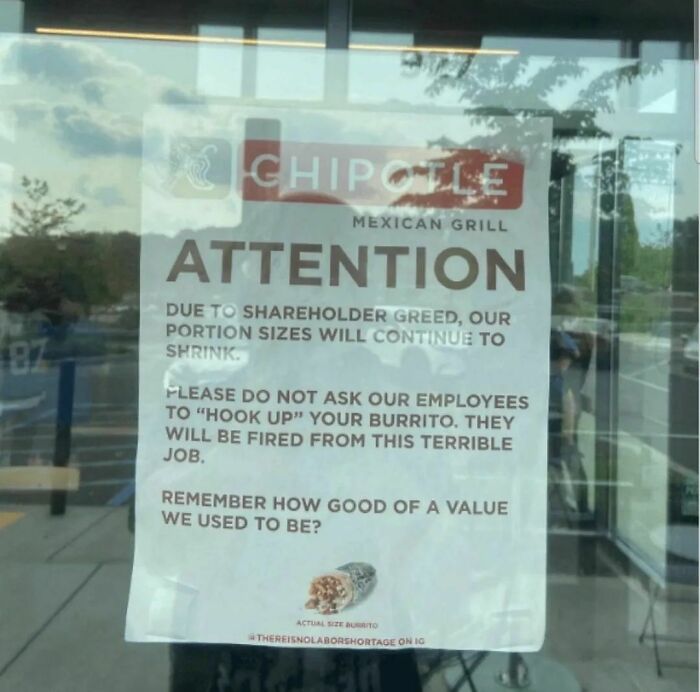 CHIPOTLE
MEXICAN GRILL
ATTENTION
DUE TO SHAREHOLDER GREED, OUR
PORTION SIZES WILL CONTINUE TO
SHRINK.
PLEASE DO NOT ASK OUR EMPLOYEES
TO “HOOK UP” YOUR BURRITO. THEY
WILL BE FIRED FROM THIS TERRIBLE
JOB.
REMEMBER HOW GOOD OF A VALUE
WE USED TO BE?
ACTUAL SIZE BURRITO
@THEREISNOLABORSHORTAGE ON IG
87